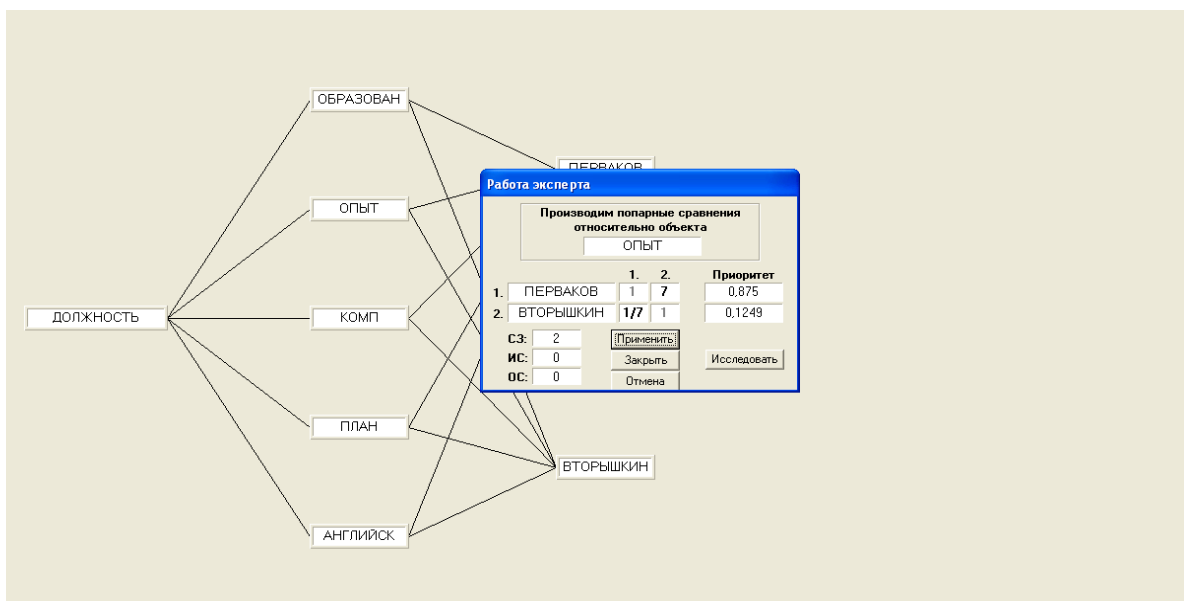 ОБРАЗОВАН
ПЕРВАКОВ
Работа эксперта
Производим попарные сравнения
относительно объекта
ОПЫТ
ОПЫТ
1. 2. Приоритет
1. ПЕРВАКОВ 1 7 0,875
2. ВТОРЫШКИН 1/7 1 0,1249
ДОЛЖНОСТЬ
КОМП
СЗ: 2 Применить
ИС: 0 Закрыть Исследовать
ОС: 0 Отмена
ПЛАН
ВТОРЫШКИН
АНГЛИЙСК